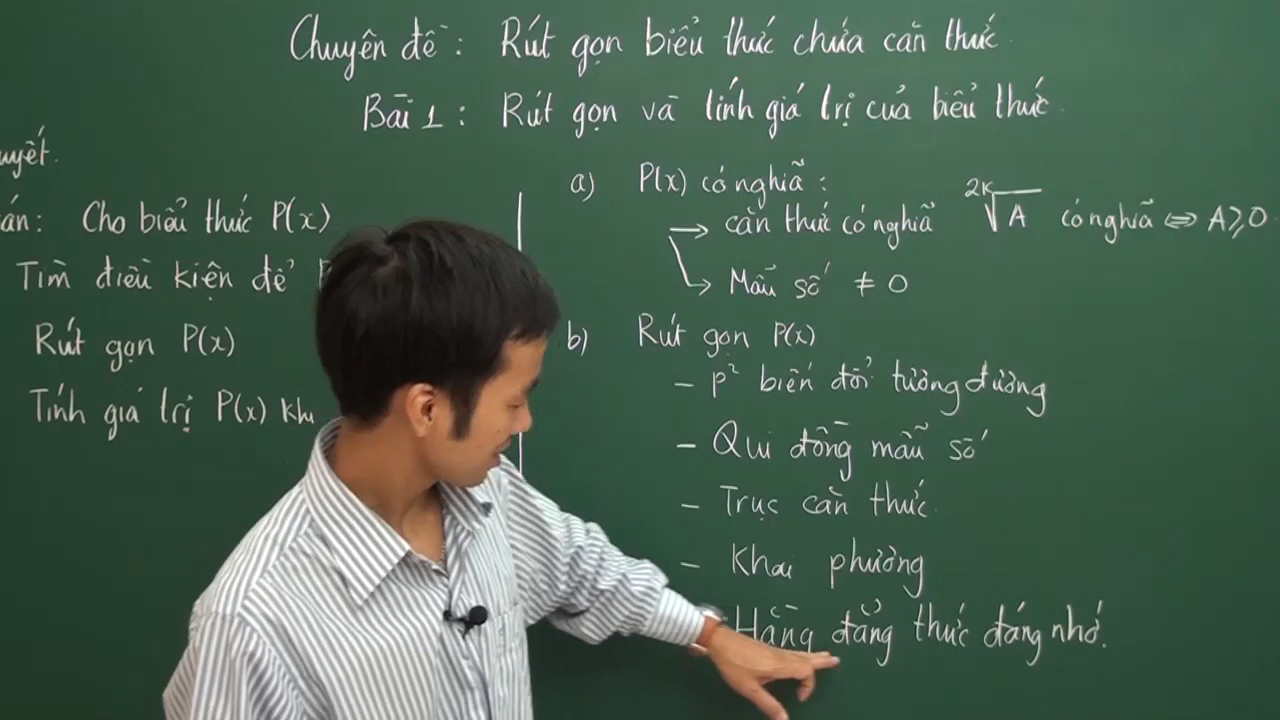 Chuyên đề : Rút gọn biểu thức chứa căn thức
Bài 1 : Rút gọn và tính giá trị của biểu thức
uyết.
án: Cho biểu thức P(x)
Tìm điều kiện để
Rút gọn P(x)
Tính giá trị P(x) khi
a) P(x) có nghĩa :
→ căn thức có nghĩa 2K√A có nghĩa ⇔ A ≥ 0
→ Mẫu số ≠ 0
b) Rút gọn P(x)
- p² biến đổi tương đương
- Qui đồng mẫu số
- Trục căn thức
- Khai phương
Hằng đẳng thức đáng nhớ.